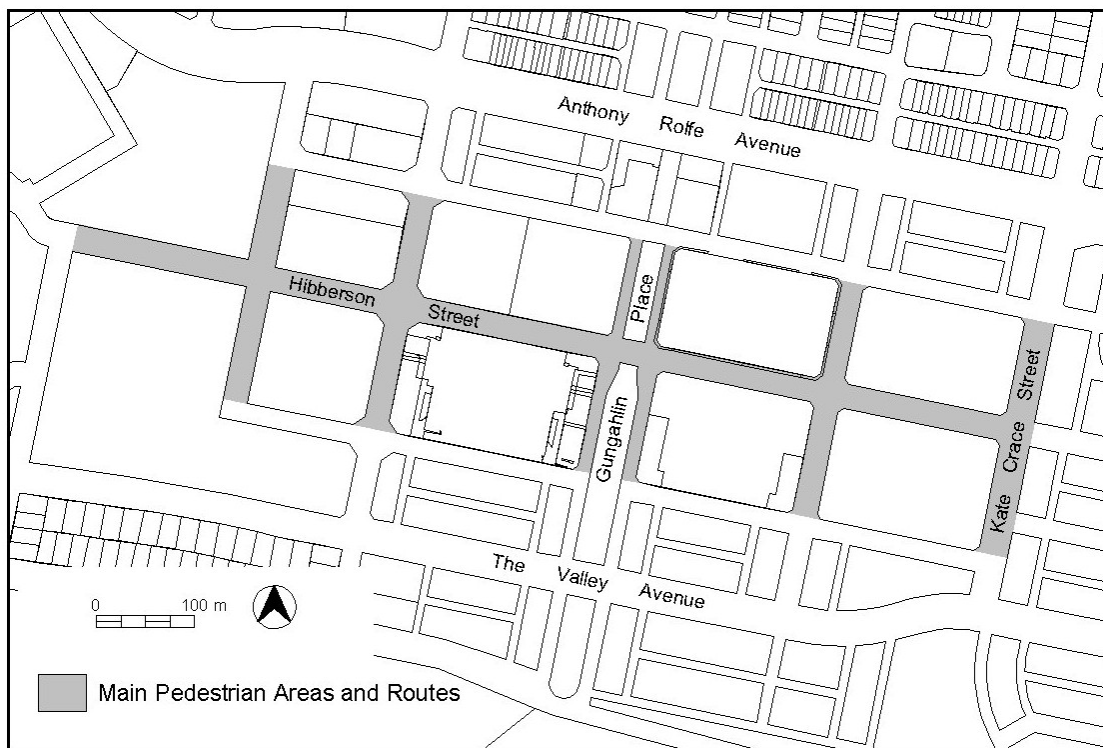 Anthony Rolfe Avenue
Hibberson Street
Place
Gungahlin
Kate Crace Street
The Valley Avenue
0 100 m
Main Pedestrian Areas and Routes